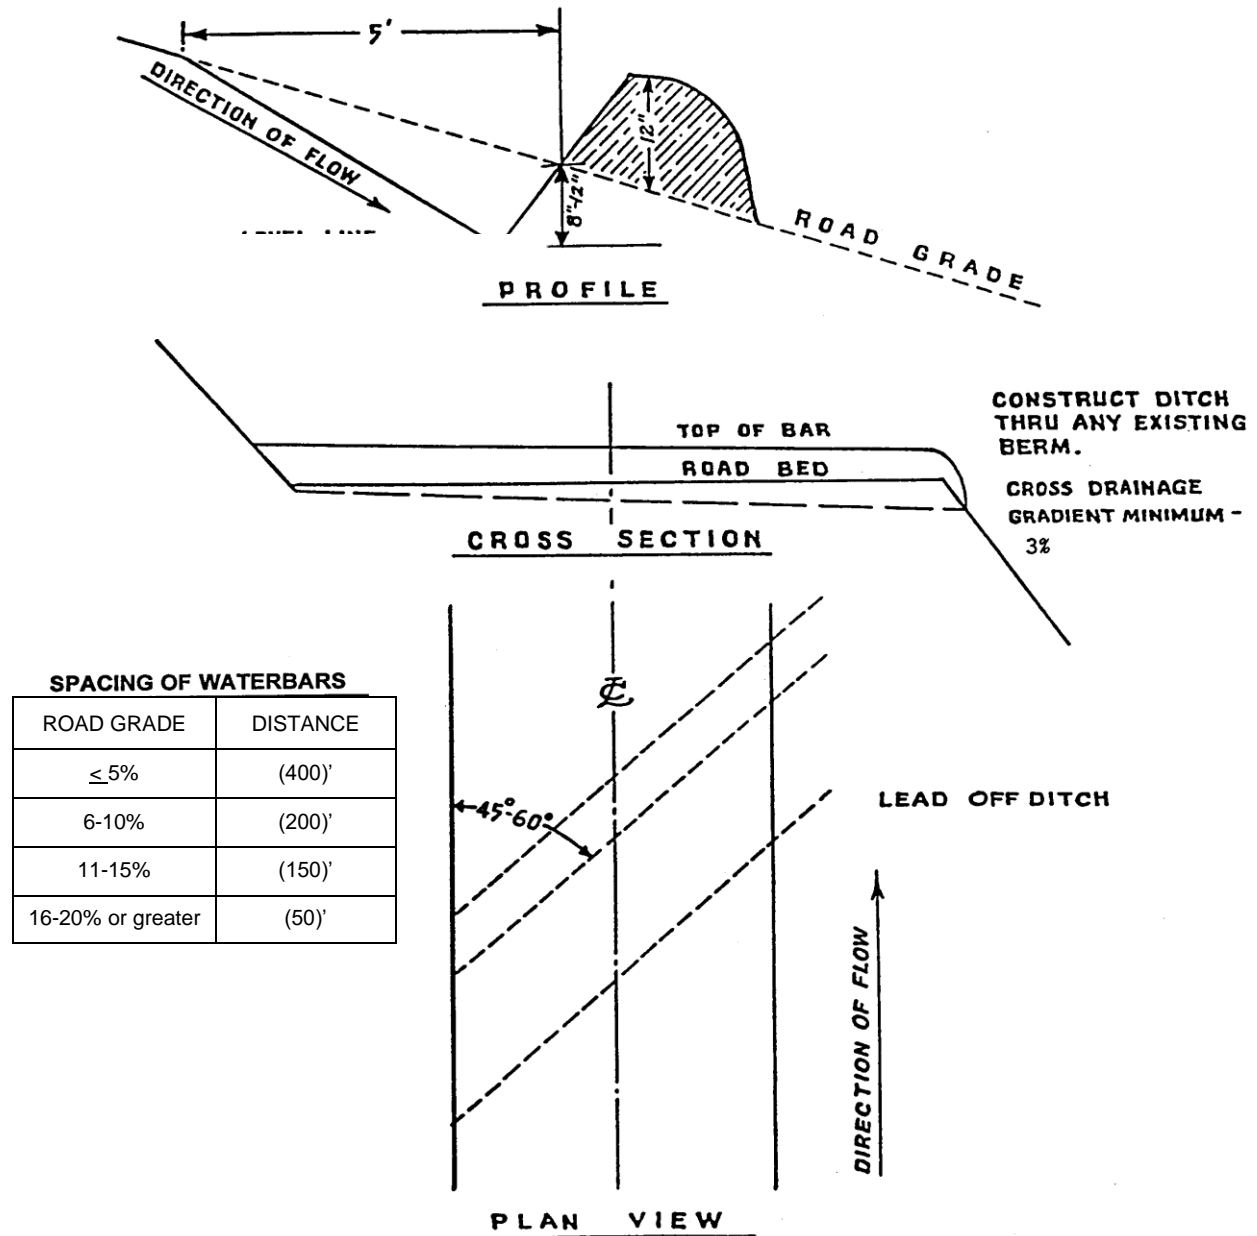 5'
DIRECTION OF FLOW
12"
8"-12"
ROAD GRADE
PROFILE
TOP OF BAR
ROAD BED
CROSS SECTION
CONSTRUCT DITCH
THRU ANY EXISTING
BERM.
CROSS DRAINAGE
GRADIENT MINIMUM -
3%
SPACING OF WATERBARS
ROAD GRADE DISTANCE
≤ 5% (400)'
6-10% (200)'
11-15% (150)'
16-20% or greater (50)'
℄
45°-60°
LEAD OFF DITCH
DIRECTION OF FLOW
PLAN VIEW